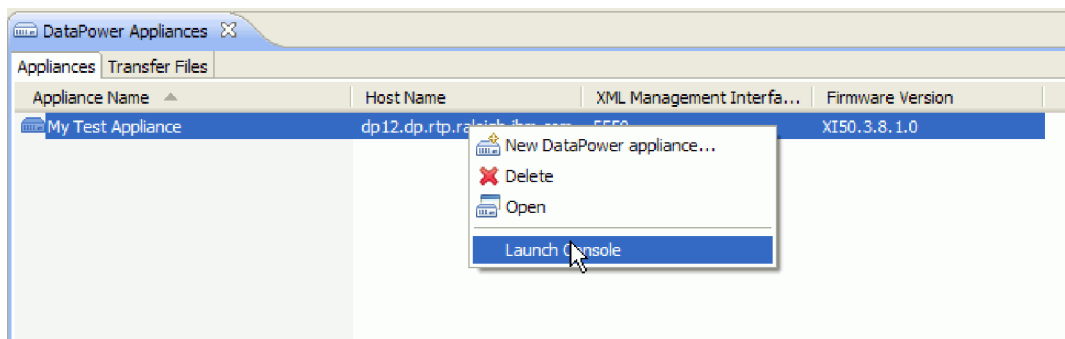 DataPower Appliances
Appliances Transfer Files
Appliance Name Host Name XML Management Interfa... Firmware Version
My Test Appliance XI50.3.8.1.0
New DataPower appliance...
Delete
Open
Launch Console